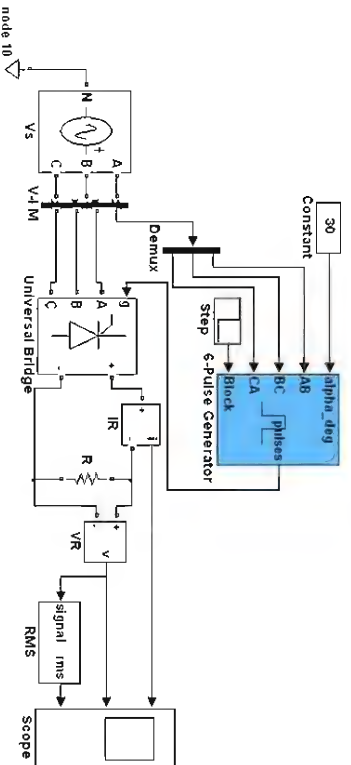 node 10
N
Vs
A
B
C
V-I M
Demux
30
Constant
Step
alpha_deg
AB
BC
CA
Block
pulses
6-Pulse Generator
g
A
B
C
+
-
Universal Bridge
+
i
-
IR
R
+
-
v
VR
signal rms
RMS
Scope